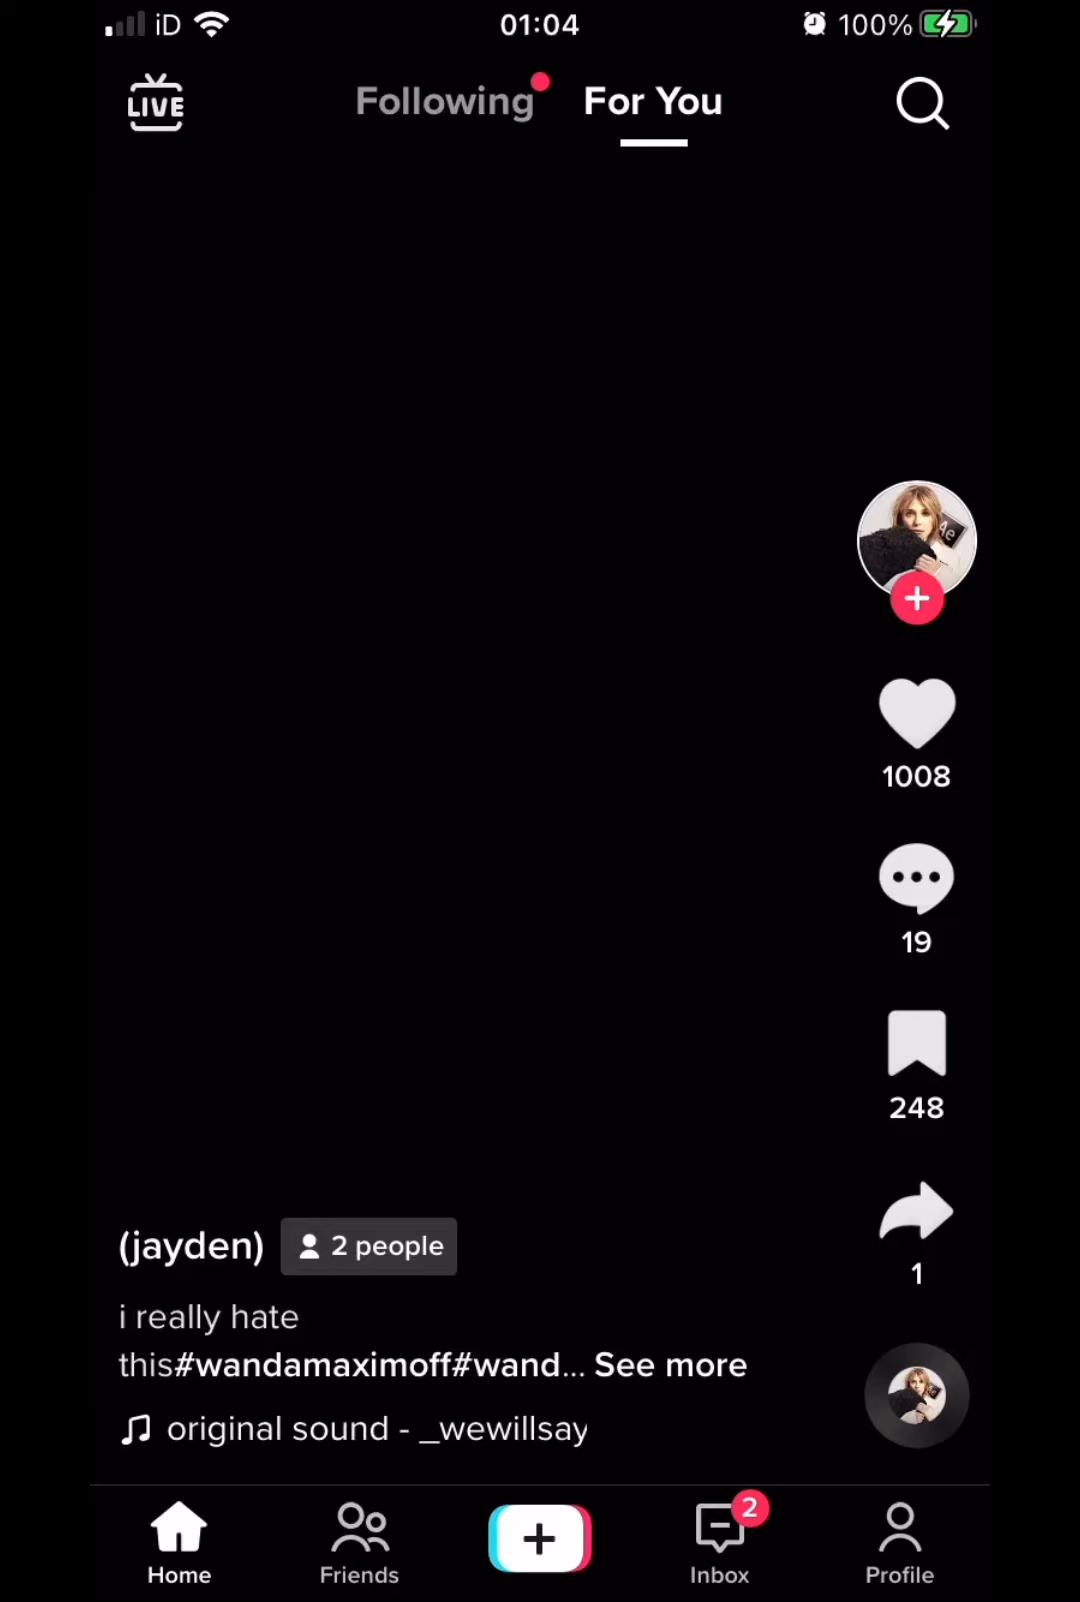 iD 01:04 100%
LIVE Following For You
Ae
1008
19
248
1
(jayden) 2 people
i really hate
this#wandamaximoff#wand... See more
original sound - _wewillsay
2
Home Friends Inbox Profile